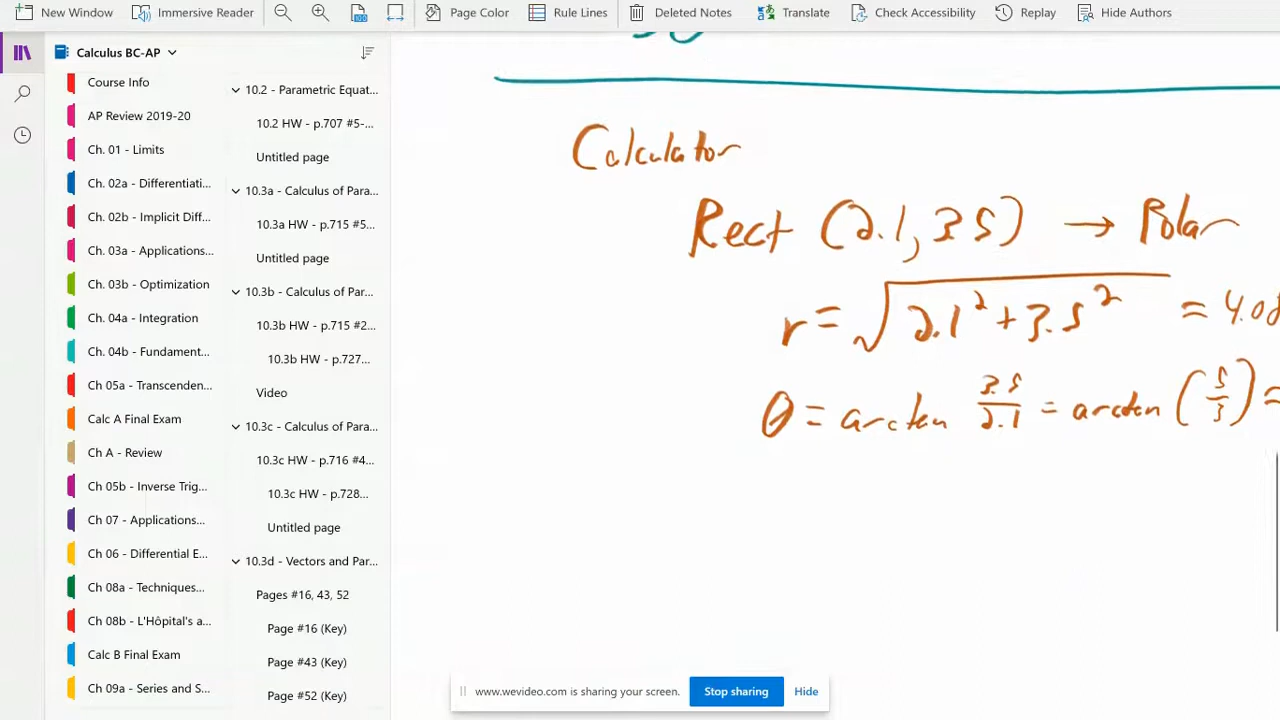 New Window Immersive Reader Page Color Rule Lines Deleted Notes Translate Check Accessibility Replay Hide Authors
Calculus BC-AP
Course Info
AP Review 2019-20
Ch. 01 - Limits
Ch. 02a - Differentiati...
Ch. 02b - Implicit Diff...
Ch. 03a - Applications...
Ch. 03b - Optimization
Ch. 04a - Integration
Ch. 04b - Fundament...
Ch. 05a - Transcenden...
Calc A Final Exam
Ch A - Review
Ch 05b - Inverse Trig...
Ch 07 - Applications...
Ch 06 - Differential E...
Ch 08a - Techniques...
Ch 08b - L'Hôpital's a...
Calc B Final Exam
Ch 09a - Series and S...
10.2 - Parametric Equat...
10.2 HW - p.707 #5-...
Untitled page
10.3a - Calculus of Para...
10.3a HW - p.715 #5...
Untitled page
10.3b - Calculus of Par...
10.3b HW - p.715 #2...
10.3b HW - p.727...
Video
10.3c - Calculus of Para...
10.3c HW - p.716 #4...
10.3c HW - p.728...
Untitled page
10.3d - Vectors and Par...
Pages #16, 43, 52
Page #16 (Key)
Page #43 (Key)
Page #52 (Key)
Calculator
Rect (2.1, 3.5) → Polar
r = √2.1² + 3.5² = 4.08
θ = arctan 3.5/2.1 = arctan (5/3) =
www.wevideo.com is sharing your screen. Stop sharing Hide